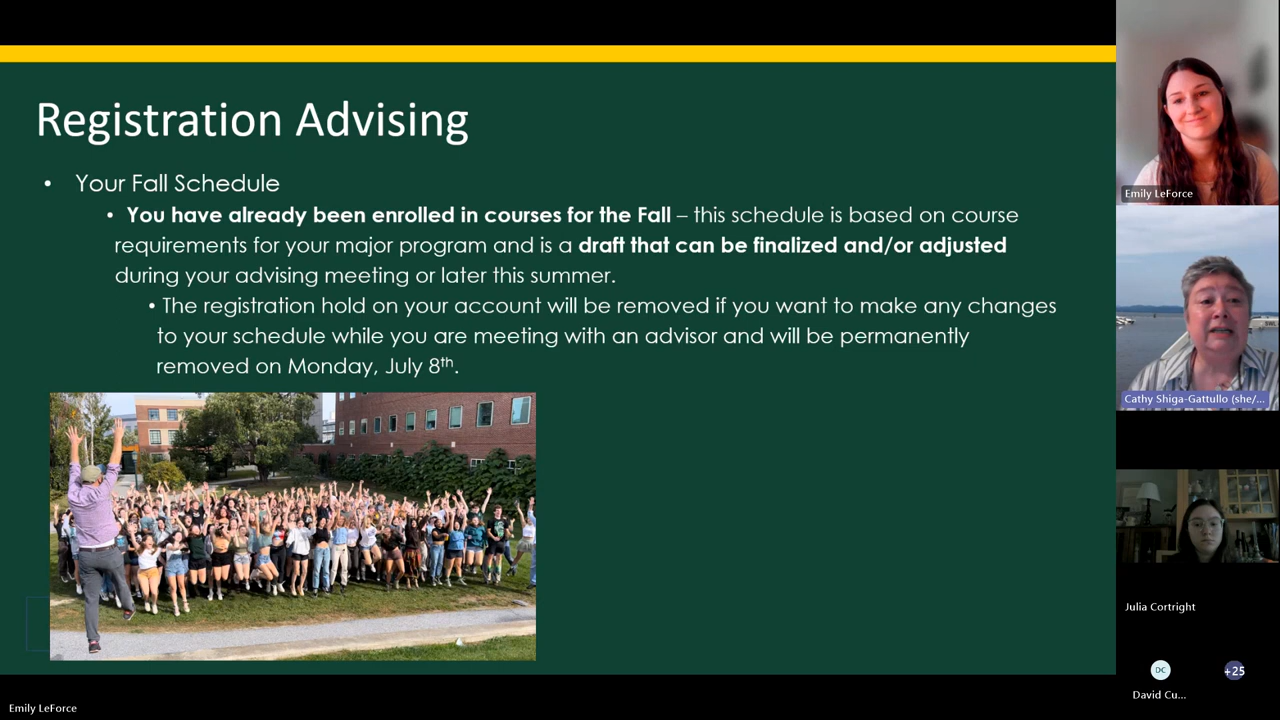 Registration Advising
• Your Fall Schedule
• You have already been enrolled in courses for the Fall – this schedule is based on course
requirements for your major program and is a draft that can be finalized and/or adjusted
during your advising meeting or later this summer.
• The registration hold on your account will be removed if you want to make any changes
to your schedule while you are meeting with an advisor and will be permanently
removed on Monday, July 8th.
Emily LeForce
Cathy Shiga-Gattullo (she/...
Julia Cortright
DC
+25
David Cu...
Emily LeForce